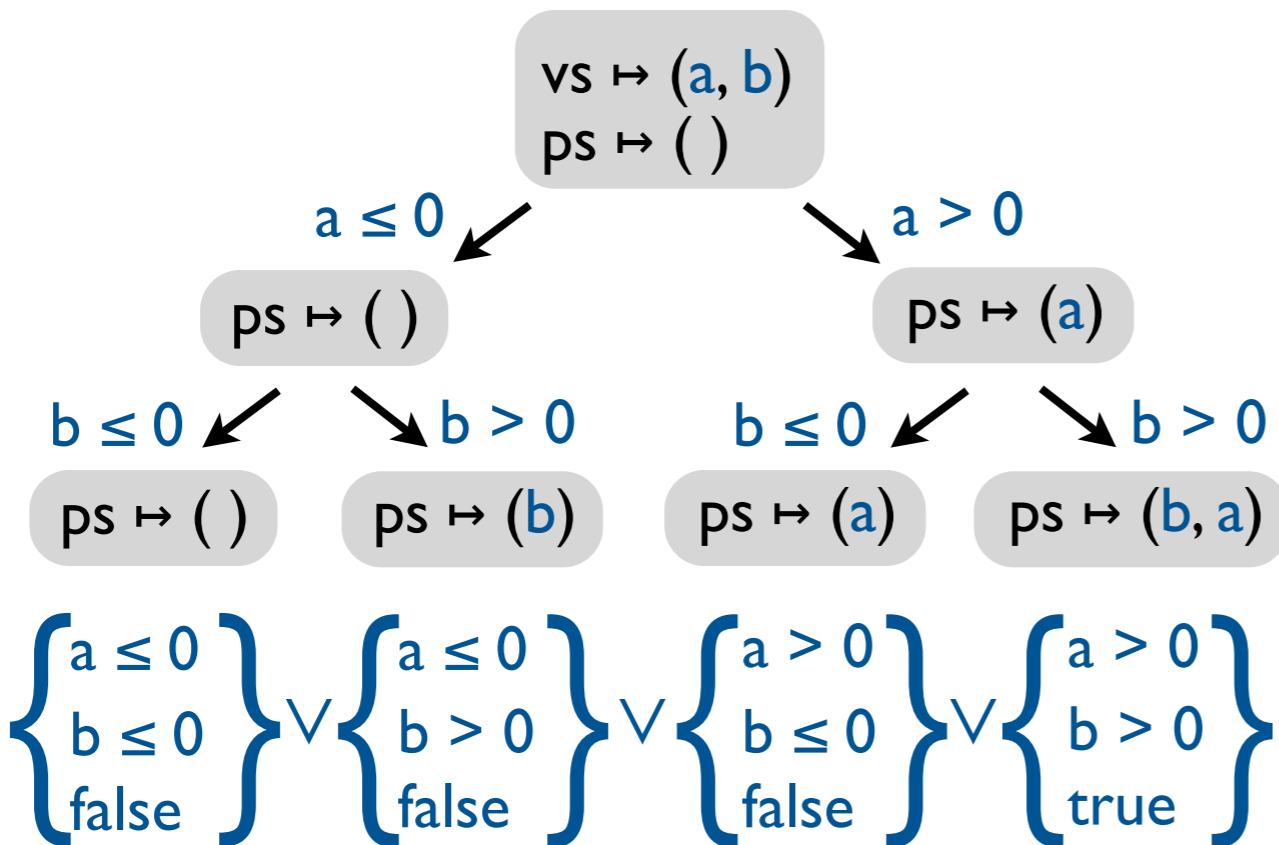 vs ↦ (a, b)
ps ↦ ( )
a ≤ 0
a > 0
ps ↦ ( )
ps ↦ (a)
b ≤ 0
b > 0
b ≤ 0
b > 0
ps ↦ ( )
ps ↦ (b)
ps ↦ (a)
ps ↦ (b, a)
{ a ≤ 0
b ≤ 0
false }
∨
{ a ≤ 0
b > 0
false }
∨
{ a > 0
b ≤ 0
false }
∨
{ a > 0
b > 0
true }